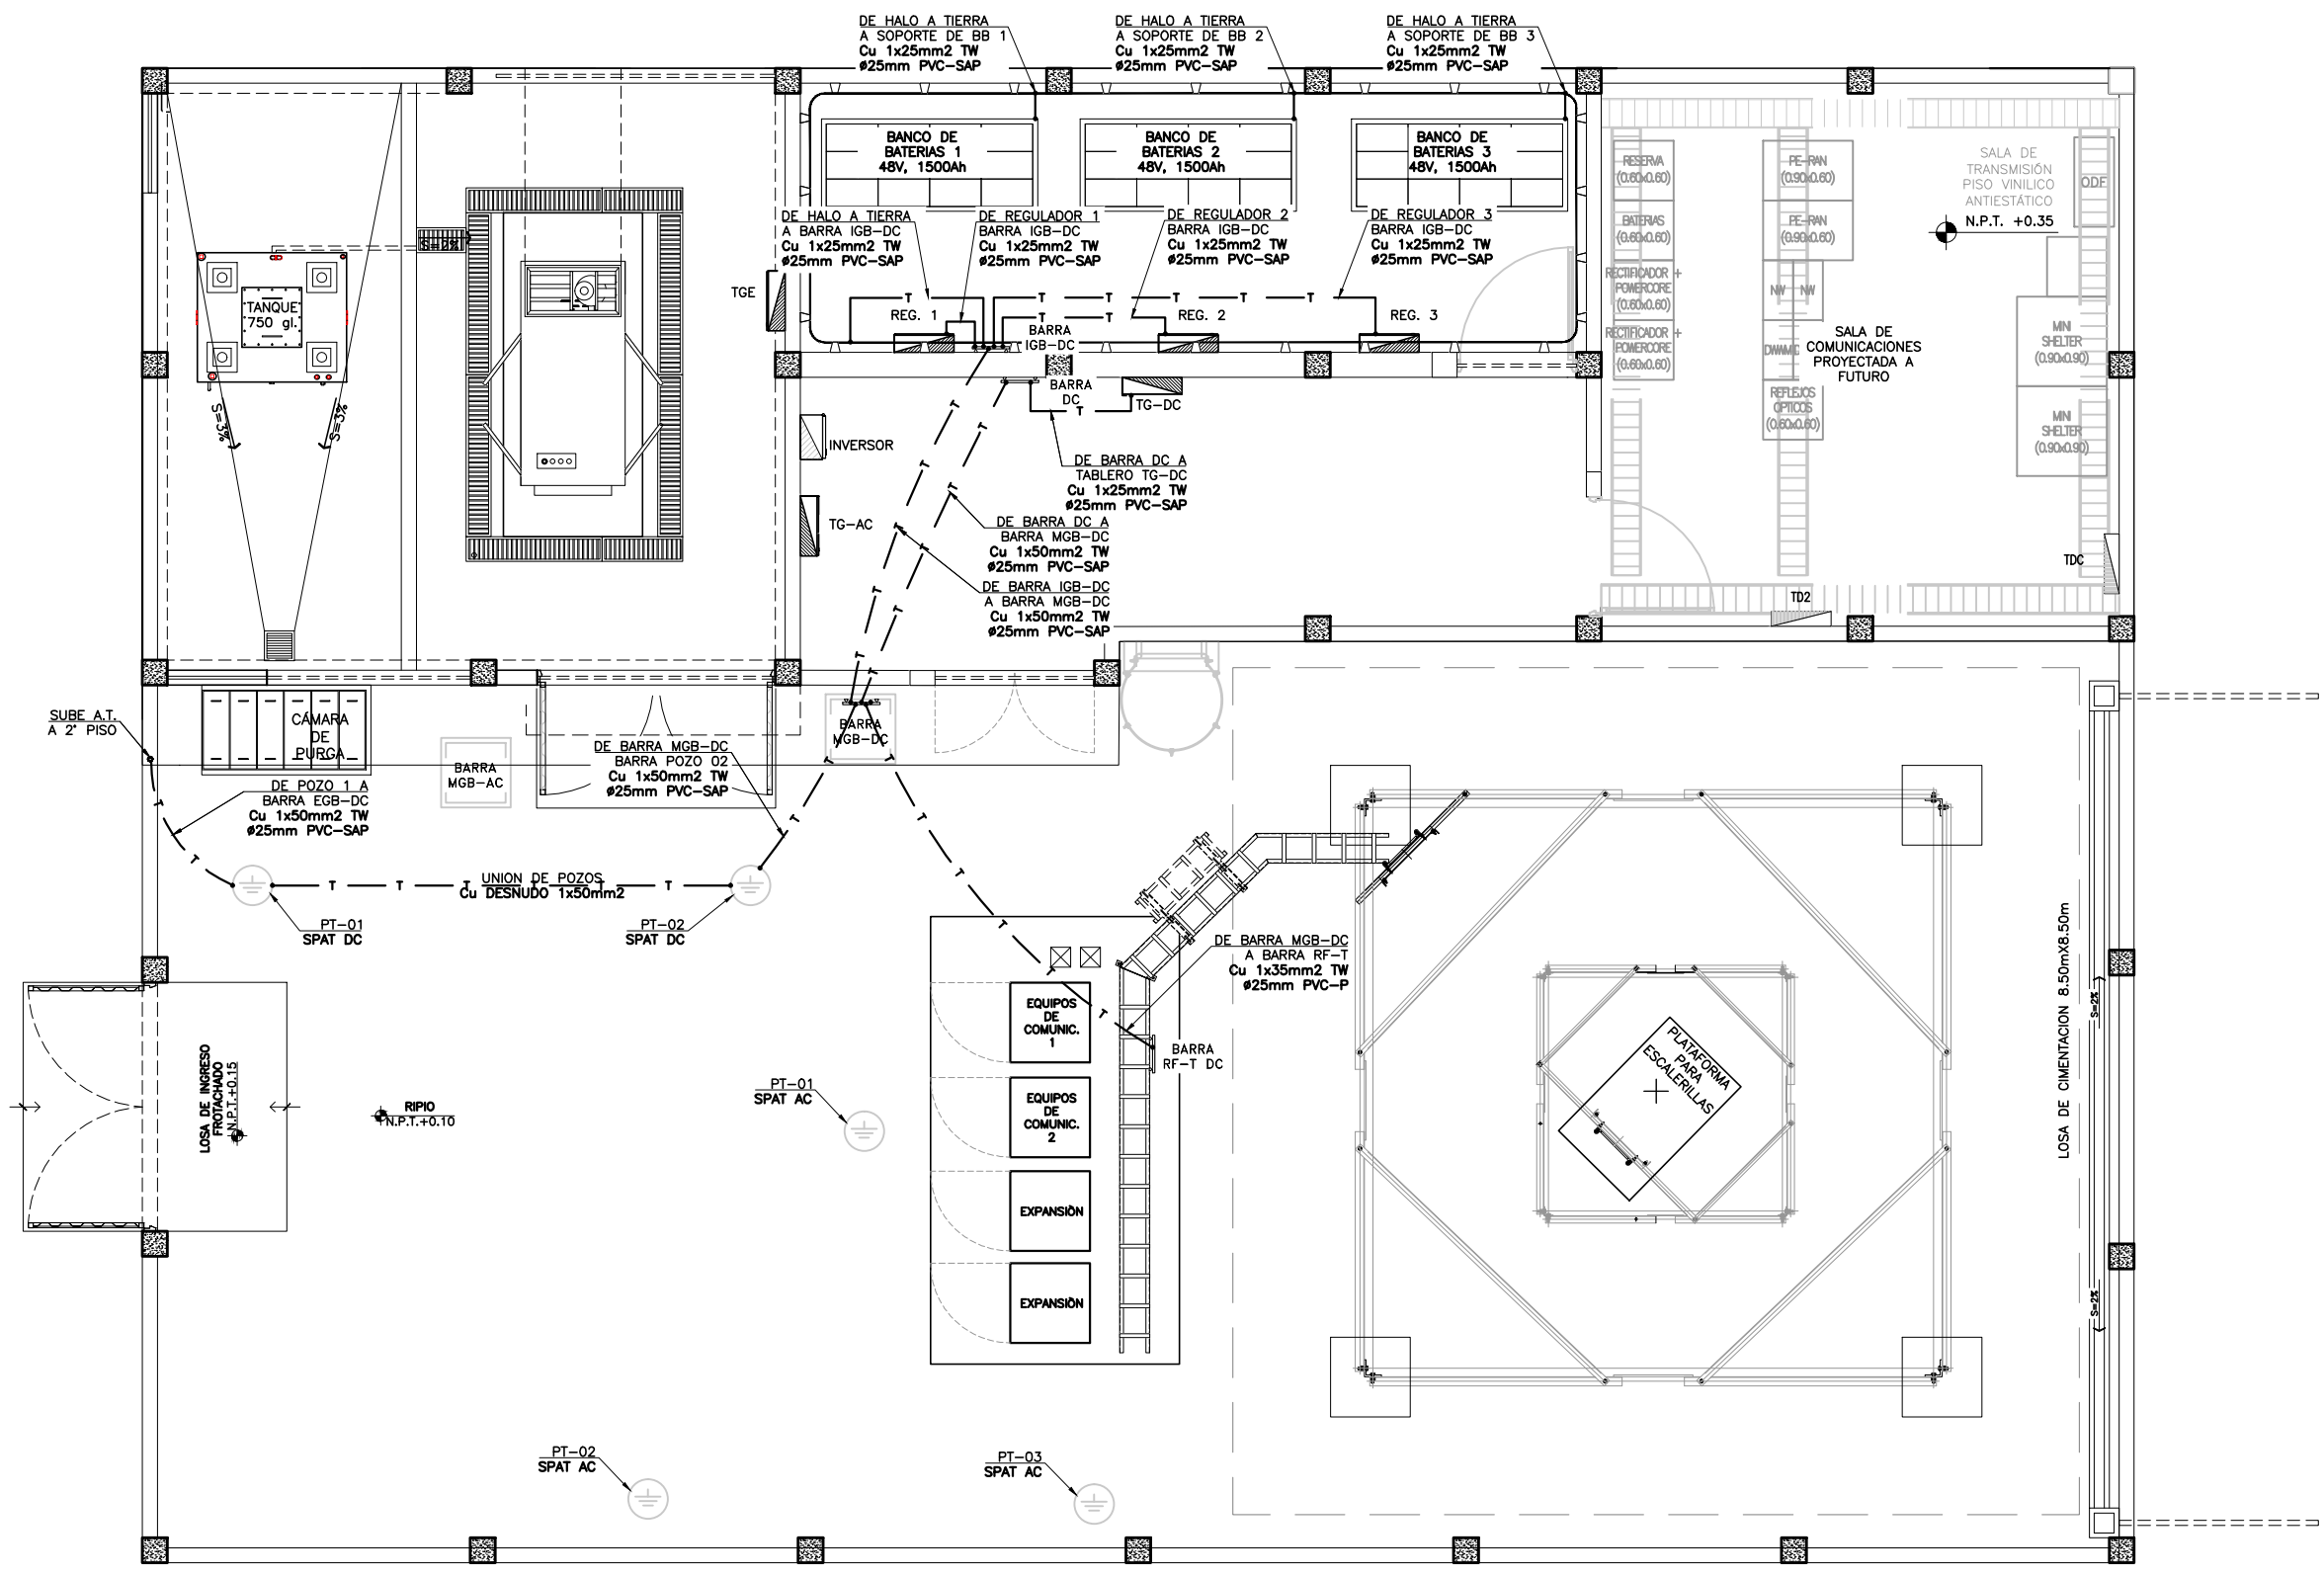 DE HALO A TIERRA
A SOPORTE DE BB 1
Cu 1x25mm2 TW
ø25mm PVC-SAP
DE HALO A TIERRA
A SOPORTE DE BB 2
Cu 1x25mm2 TW
ø25mm PVC-SAP
DE HALO A TIERRA
A SOPORTE DE BB 3
Cu 1x25mm2 TW
ø25mm PVC-SAP
BANCO DE
BATERIAS 1
48V, 1500Ah
BANCO DE
BATERIAS 2
48V, 1500Ah
BANCO DE
BATERIAS 3
48V, 1500Ah
DE HALO A TIERRA
A BARRA IGB-DC
Cu 1x25mm2 TW
ø25mm PVC-SAP
DE REGULADOR 1
BARRA IGB-DC
Cu 1x25mm2 TW
ø25mm PVC-SAP
DE REGULADOR 2
BARRA IGB-DC
Cu 1x25mm2 TW
ø25mm PVC-SAP
DE REGULADOR 3
BARRA IGB-DC
Cu 1x25mm2 TW
ø25mm PVC-SAP
RESERVA
(0.60x0.60)
BATERIAS
(0.60x0.60)
RECTIFICADOR +
POWERCORE
(0.60x0.60)
RECTIFICADOR +
POWERCORE
(0.60x0.60)
PE-RAN
(0.90x0.60)
PE-RAN
(0.90x0.60)
NW
NW
REFLEJOS
OPTICOS
(0.60x0.60)
SALA DE
TRANSMISIÓN
PISO VINILICO
ANTIESTÁTICO
N.P.T. +0.35
O.D.F
MINI
SHELTER
(0.90x0.90)
MINI
SHELTER
(0.90x0.90)
SALA DE
COMUNICACIONES
PROYECTADA A
FUTURO
TDC
TD2
S=2%
TANQUE
750 gl.
S=3%
S=3%
TGE
REG. 1
REG. 2
REG. 3
BARRA
IGB-DC
BARRA
DC
TG-DC
INVERSOR
TG-AC
DE BARRA DC A
TABLERO TG-DC
Cu 1x25mm2 TW
ø25mm PVC-SAP
DE BARRA DC A
BARRA MGB-DC
Cu 1x50mm2 TW
ø25mm PVC-SAP
DE BARRA IGB-DC
A BARRA MGB-DC
Cu 1x50mm2 TW
ø25mm PVC-SAP
SUBE A.T.
A 2° PISO
CÁMARA
DE
PURGA
BARRA
MGB-AC
BARRA
MGB-DC
DE BARRA MGB-DC
BARRA POZO 02
Cu 1x50mm2 TW
ø25mm PVC-SAP
DE POZO 1 A
BARRA EGB-DC
Cu 1x50mm2 TW
ø25mm PVC-SAP
UNION DE POZOS
Cu DESNUDO 1x50mm2
PT-01
SPAT DC
PT-02
SPAT DC
DE BARRA MGB-DC
A BARRA RF-T
Cu 1x35mm2 TW
ø25mm PVC-P
EQUIPOS
DE
COMUNIC.
1
EQUIPOS
DE
COMUNIC.
2
EXPANSIÒN
EXPANSIÒN
BARRA
RF-T DC
PLATAFORMA
PARA
ESCALERILLAS
LOSA DE CIMENTACION 8.50mX8.50m
S=2%
S=2%
LOSA DE INGRESO
FROTACHADO
N.P.T.+0.15
RIPIO
N.P.T.+0.10
PT-01
SPAT AC
PT-02
SPAT AC
PT-03
SPAT AC